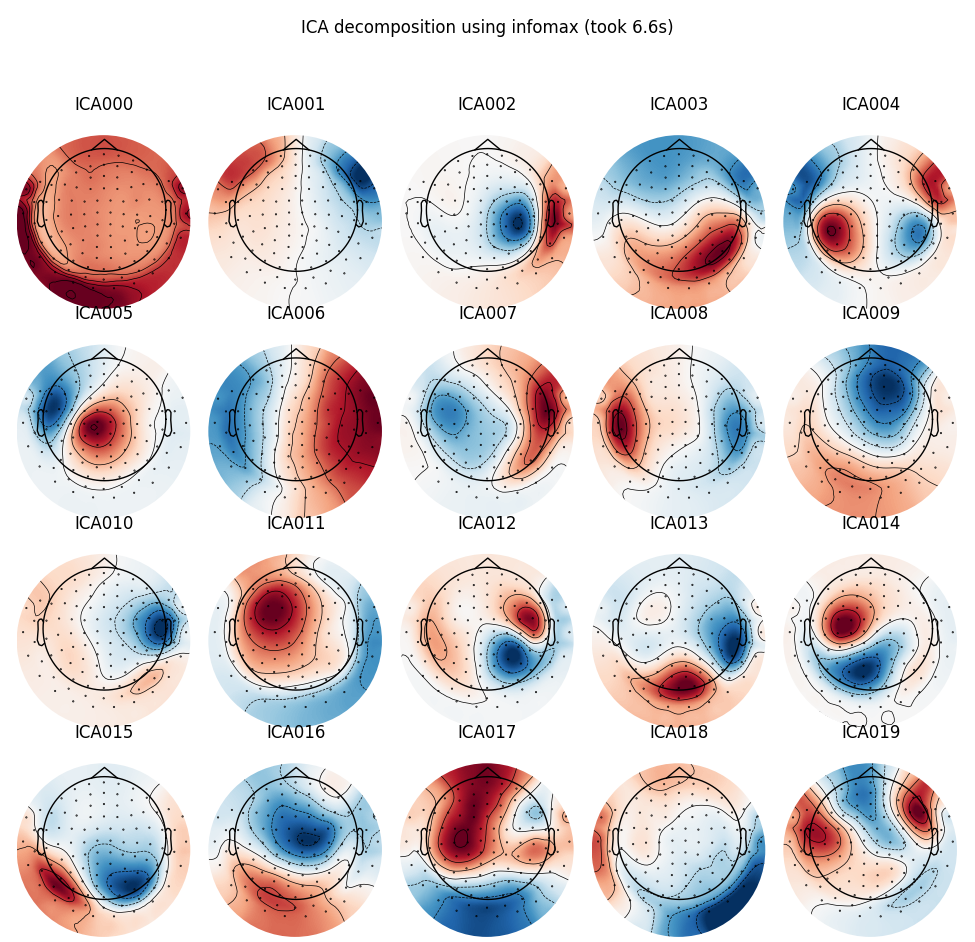 ICA decomposition using infomax (took 6.6s)
ICA000 ICA001 ICA002 ICA003 ICA004
ICA005 ICA006 ICA007 ICA008 ICA009
ICA010 ICA011 ICA012 ICA013 ICA014
ICA015 ICA016 ICA017 ICA018 ICA019